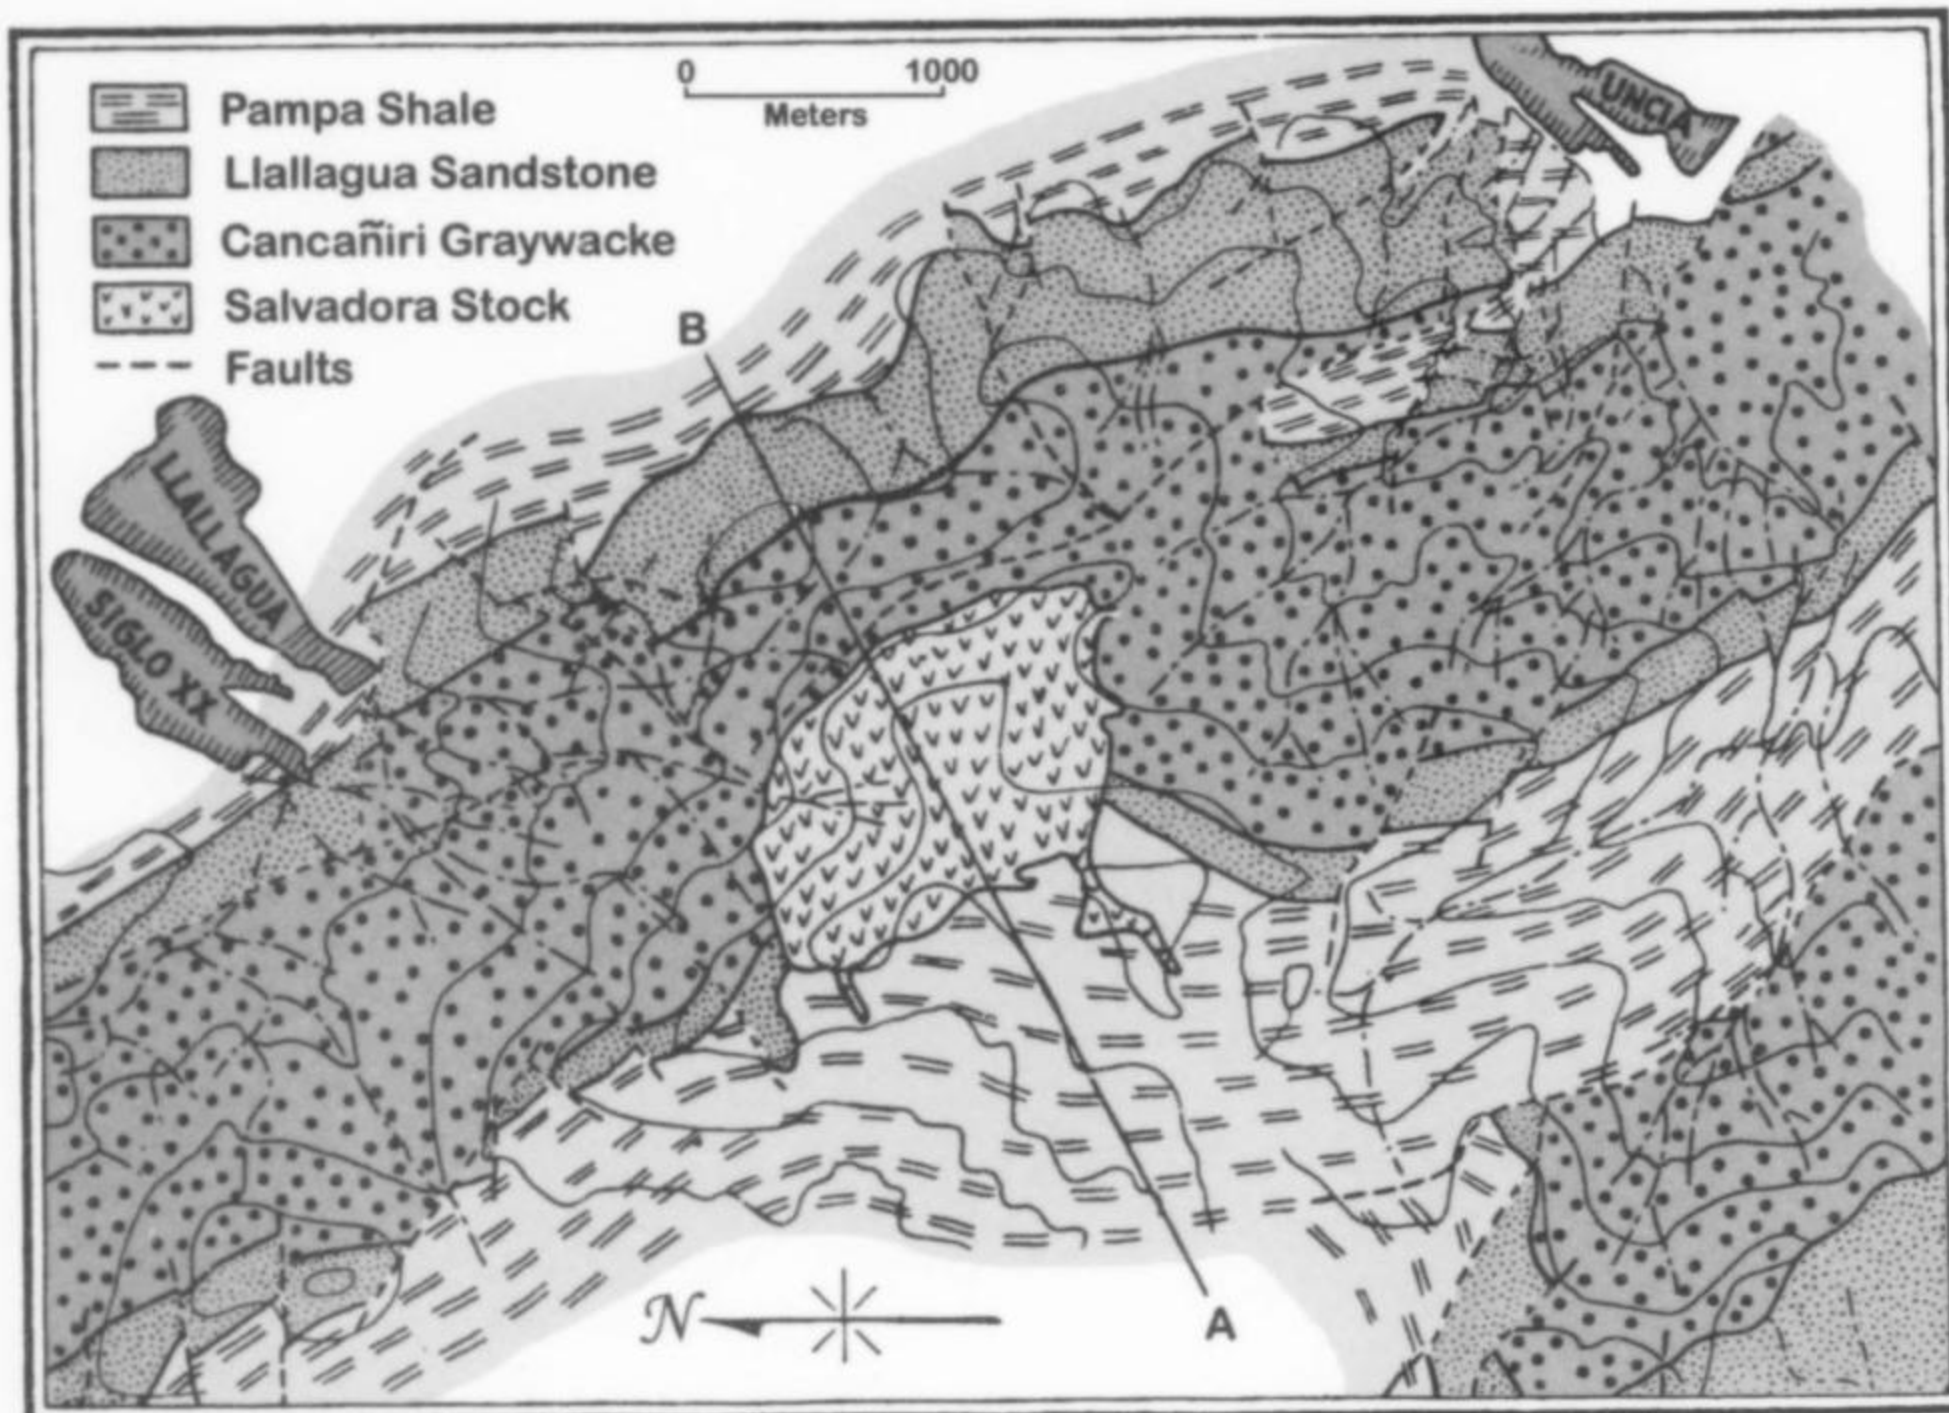 0 1000
Meters
Pampa Shale
Llallagua Sandstone
Cancañiri Graywacke
Salvadora Stock
Faults
UNCIA
B
LLALLAGUA
SIGLO XX
N
A